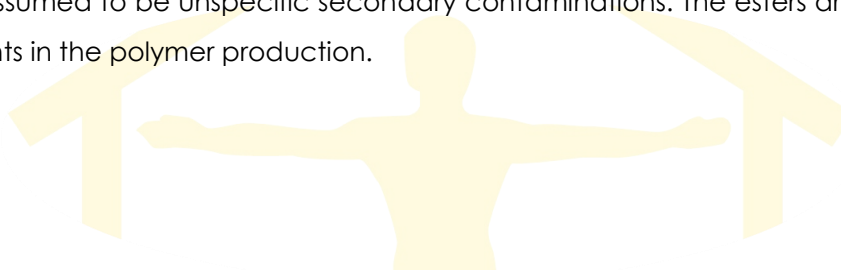 ssumed to be unspecific secondary contaminations. The esters ar
nts in the polymer production.